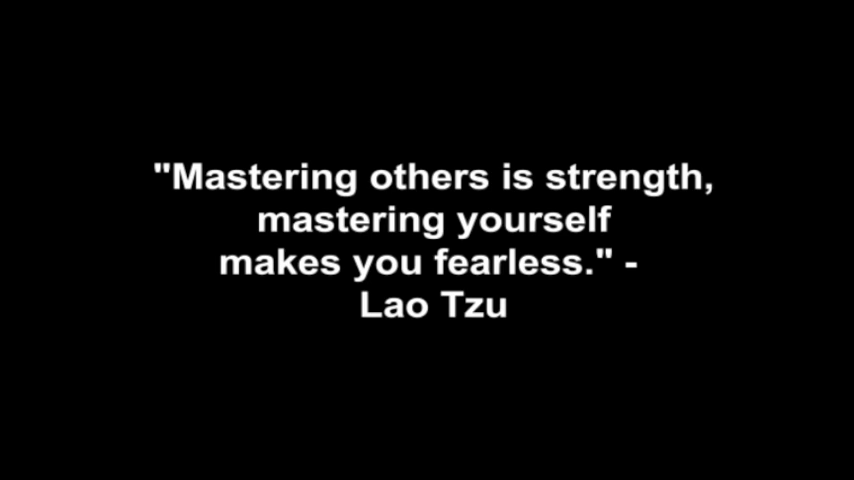 "Mastering others is strength,
mastering yourself
makes you fearless." -
Lao Tzu